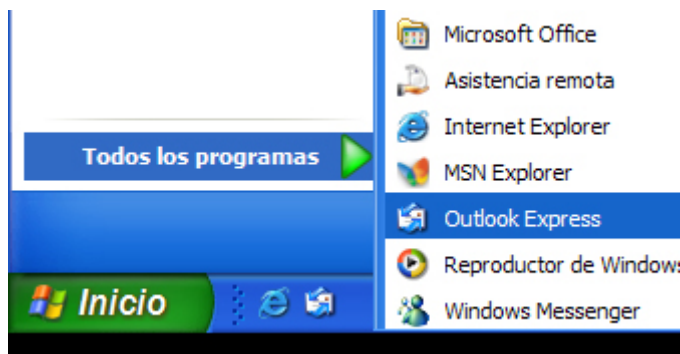 Microsoft Office
Asistencia remota
Internet Explorer
Todos los programas
MSN Explorer
Outlook Express
Reproductor de Windows
Inicio
Windows Messenger